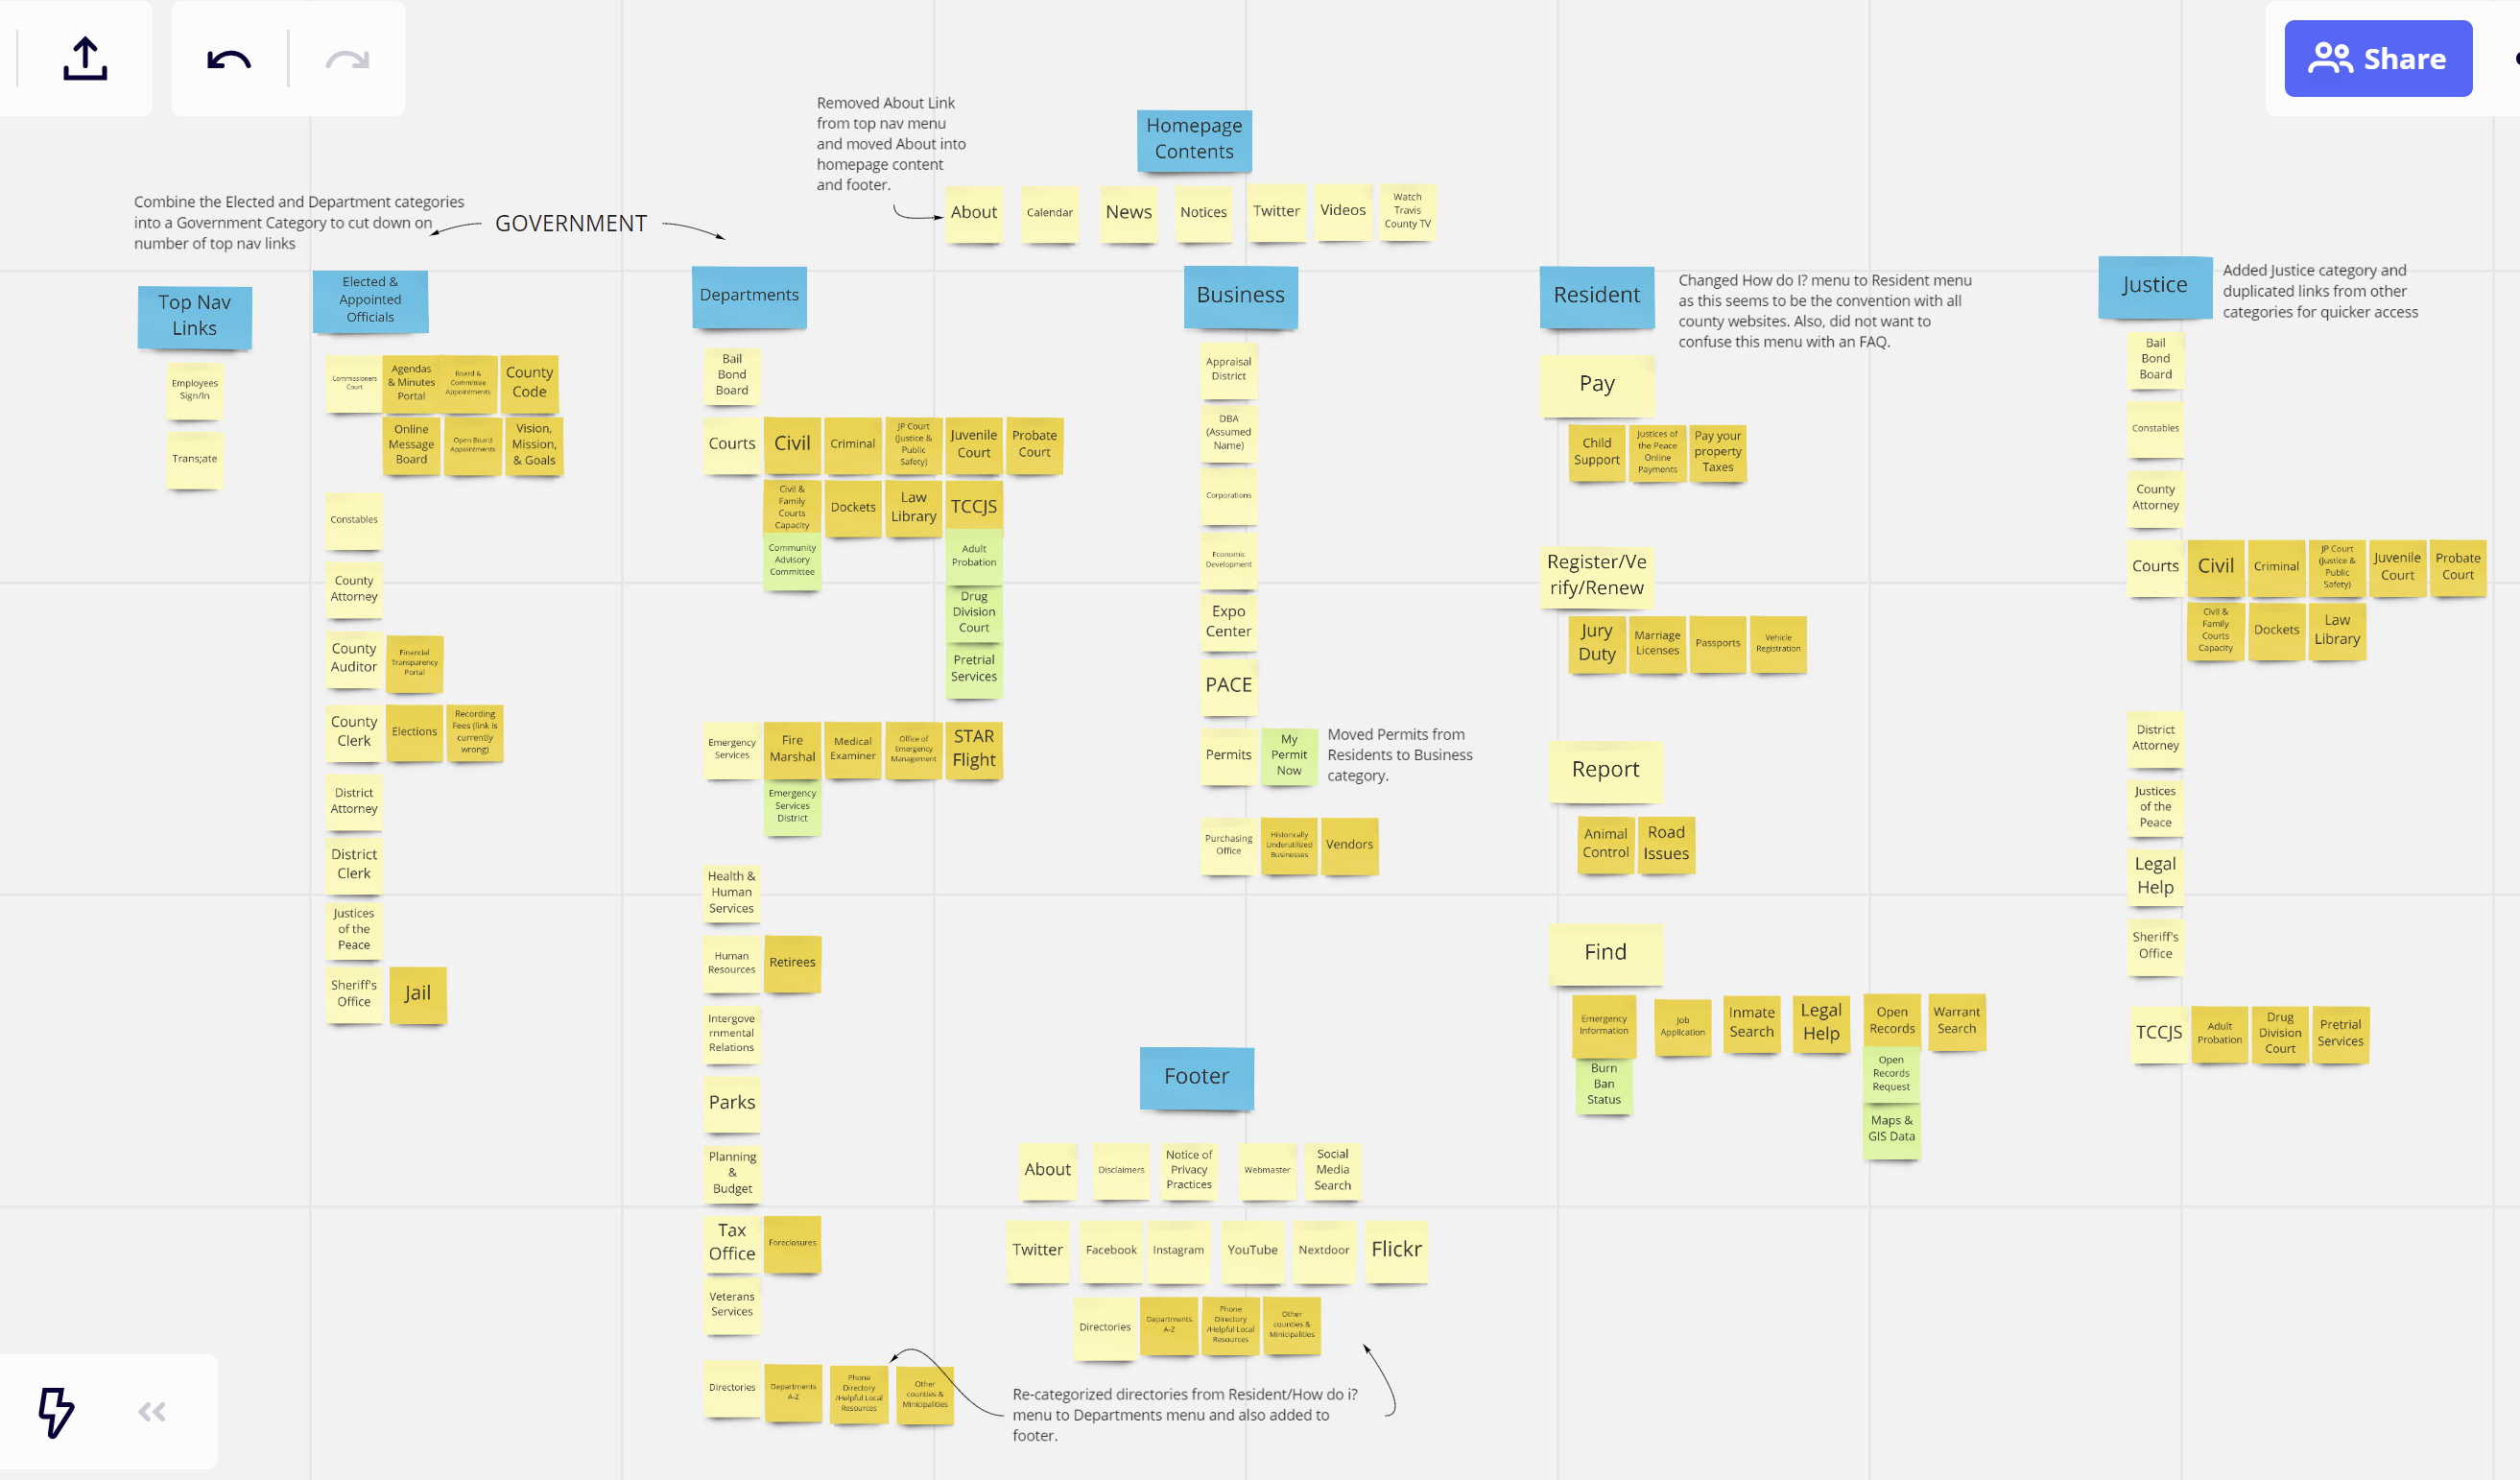 Share
Removed About Link
from top nav menu
and moved About into
homepage content
and footer.
Homepage
Contents
About
Calendar
News
Notices
Twitter
Videos
Watch
Travis
County TV
Combine the Elected and Department categories
into a Government Category to cut down on
number of top nav links
GOVERNMENT
Top Nav
Links
Employees
Sign/In
Trans;ate
Elected &
Appointed
Officials
Commissioners
Court
Agendas
& Minutes
Portal
Board &
Committee
Appointments
County
Code
Online
Message
Board
Open Board
Appointments
Vision,
Mission,
& Goals
Constables
County
Attorney
County
Auditor
Financial
Transparency
Portal
County
Clerk
Elections
Recording
Fees (link is
currently
wrong)
District
Attorney
District
Clerk
Justices
of the
Peace
Sheriff's
Office
Jail
Departments
Bail
Bond
Board
Courts
Civil
Criminal
JP Court
(Justice &
Public
Safety)
Juvenile
Court
Probate
Court
Civil &
Family
Courts
Capacity
Dockets
Law
Library
TCCJS
Community
Advisory
Committee
Adult
Probation
Drug
Division
Court
Pretrial
Services
Emergency
Services
Fire
Marshal
Medical
Examiner
Office of
Emergency
Management
STAR
Flight
Emergency
Services
District
Health &
Human
Services
Human
Resources
Retirees
Intergove
rnmental
Relations
Parks
Planning
&
Budget
Tax
Office
Foreclosures
Veterans
Services
Directories
Departments
A-Z
Phone
Directory
/Helpful Local
Resources
Other
counties &
Minicipalities
Business
Appraisal
District
DBA
(Assumed
Name)
Corporations
Economic
Development
Expo
Center
PACE
Permits
My
Permit
Now
Moved Permits from
Residents to Business
category.
Purchasing
Office
Historically
Underutilized
Businesses
Vendors
Footer
About
Disclaimers
Notice of
Privacy
Practices
Webmaster
Social
Media
Search
Twitter
Facebook
Instagram
YouTube
Nextdoor
Flickr
Directories
Departments
A-Z
Phone
Directory
/Helpful Local
Resources
Other
counties &
Minicipalities
Re-categorized directories from Resident/How do i?
menu to Departments menu and also added to
footer.
Resident
Changed How do I? menu to Resident menu
as this seems to be the convention with all
county websites. Also, did not want to
confuse this menu with an FAQ.
Pay
Child
Support
Justices of
the Peace
Online
Payments
Pay your
property
Taxes
Register/Ve
rify/Renew
Jury
Duty
Marriage
Licenses
Passports
Vehicle
Registration
Report
Animal
Control
Road
Issues
Find
Emergency
Information
Job
Application
Inmate
Search
Legal
Help
Open
Records
Warrant
Search
Burn
Ban
Status
Open
Records
Request
Maps &
GIS Data
Justice
Added Justice category and
duplicated links from other
categories for quicker access
Bail
Bond
Board
Constables
County
Attorney
Courts
Civil
Criminal
JP Court
(Justice &
Public
Safety)
Juvenile
Court
Probate
Court
Civil &
Family
Courts
Capacity
Dockets
Law
Library
District
Attorney
Justices
of the
Peace
Legal
Help
Sheriff's
Office
TCCJS
Adult
Probation
Drug
Division
Court
Pretrial
Services